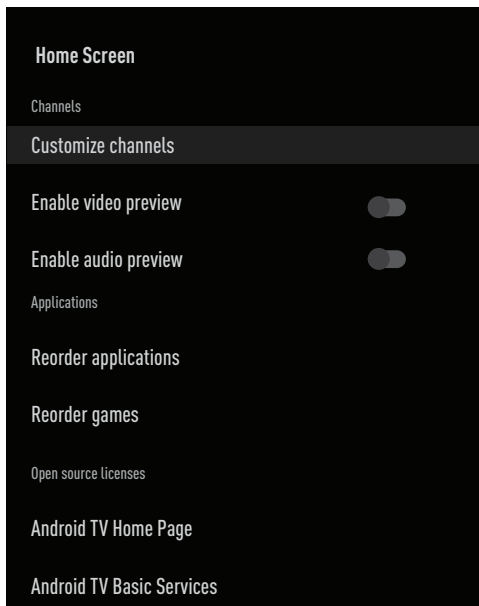 Home Screen
Channels
Customize channels
Enable video preview
Enable audio preview
Applications
Reorder applications
Reorder games
Open source licenses
Android TV Home Page
Android TV Basic Services